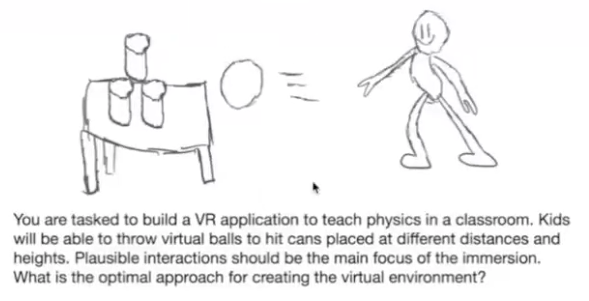 You are tasked to build a VR application to teach physics in a classroom. Kids
will be able to throw virtual balls to hit cans placed at different distances and
heights. Plausible interactions should be the main focus of the immersion.
What is the optimal approach for creating the virtual environment?